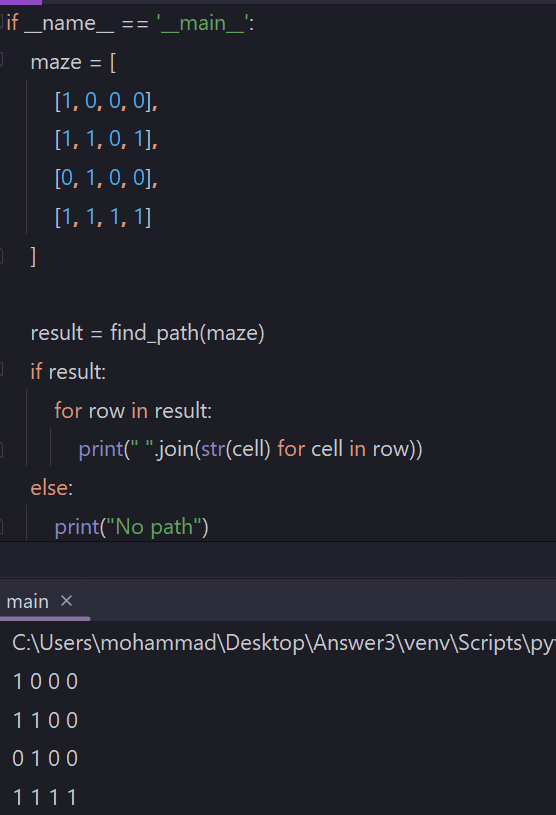 if __name__ == '__main__':
    maze = [
        [1, 0, 0, 0],
        [1, 1, 0, 1],
        [0, 1, 0, 0],
        [1, 1, 1, 1]
    ]
    result = find_path(maze)
    if result:
        for row in result:
            print(" ".join(str(cell) for cell in row))
    else:
        print("No path")
main ×
C:\Users\mohammad\Desktop\Answer3\venv\Scripts\py
1 0 0 0
1 1 0 0
0 1 0 0
1 1 1 1